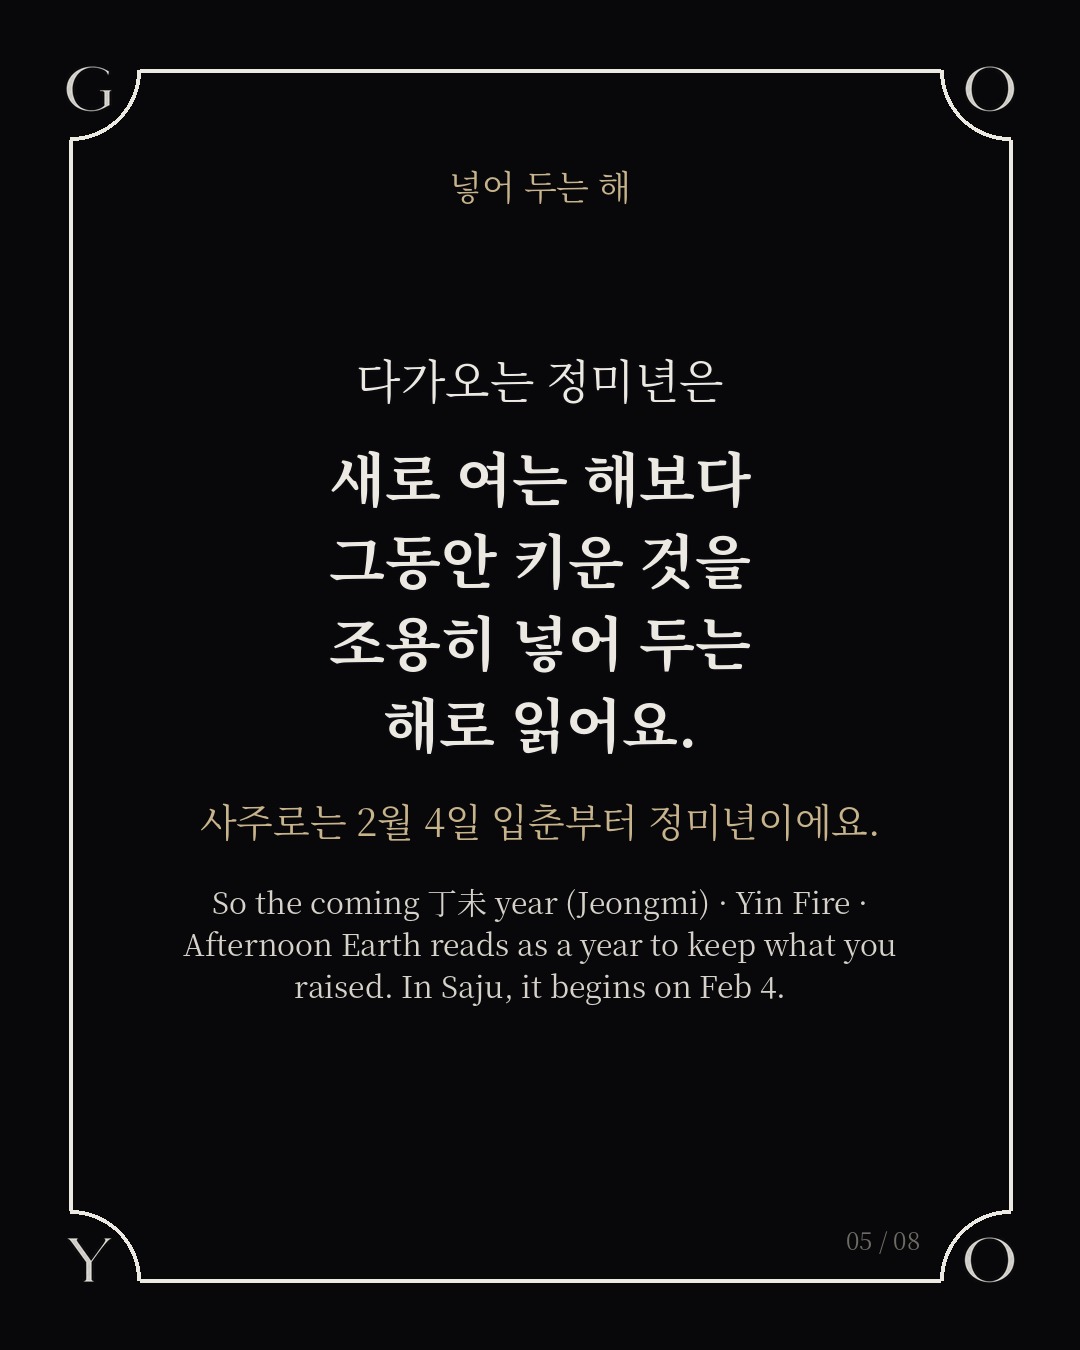 G O
넣어 두는 해
다가오는 정미년은
새로 여는 해보다
그동안 키운 것을
조용히 넣어 두는
해로 읽어요.
사주로는 2월 4일 입춘부터 정미년이에요.
So the coming 丁未 year (Jeongmi) · Yin Fire ·
Afternoon Earth reads as a year to keep what you
raised. In Saju, it begins on Feb 4.
05 / 08
Y O